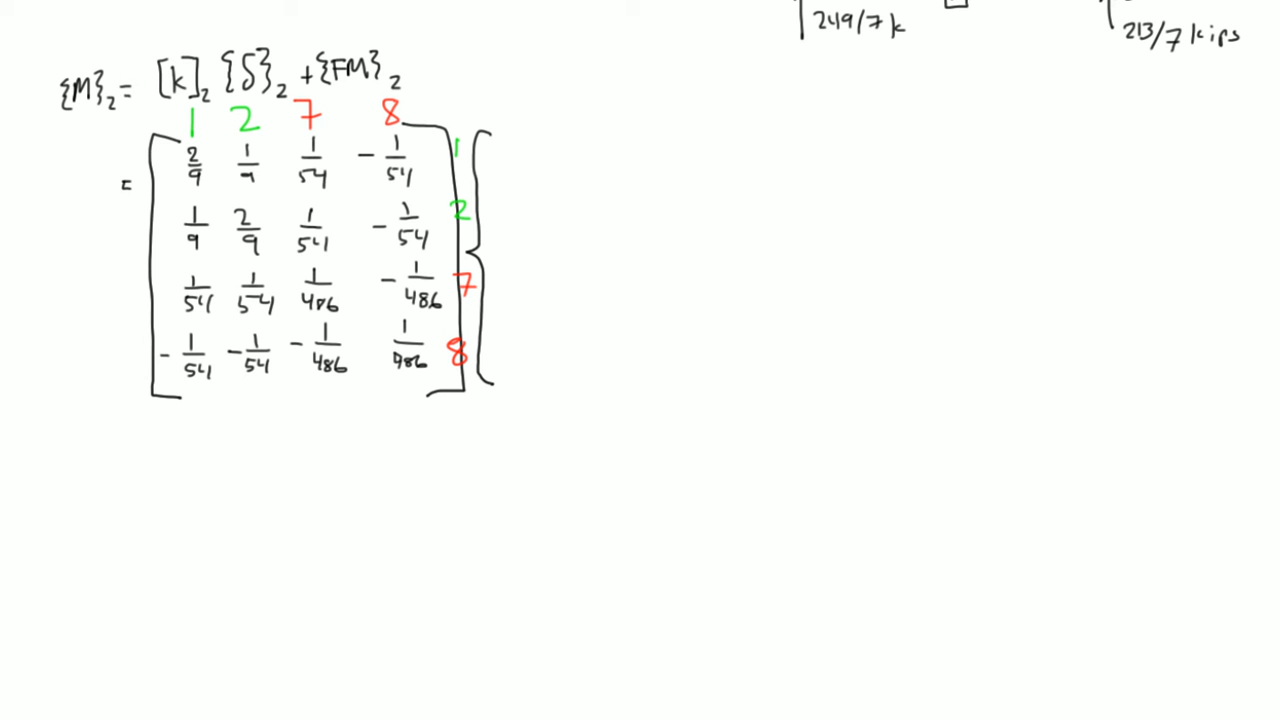 249/7 k
213/7 kips
{M}₂ = [k]₂ {δ}₂ + {FM}₂
1 2 7 8
= 2/9 1/9 1/54 - 1/54 1
1/9 2/9 1/54 - 1/54 2
1/54 1/54 1/486 - 1/486 7
- 1/54 - 1/54 - 1/486 1/486 8